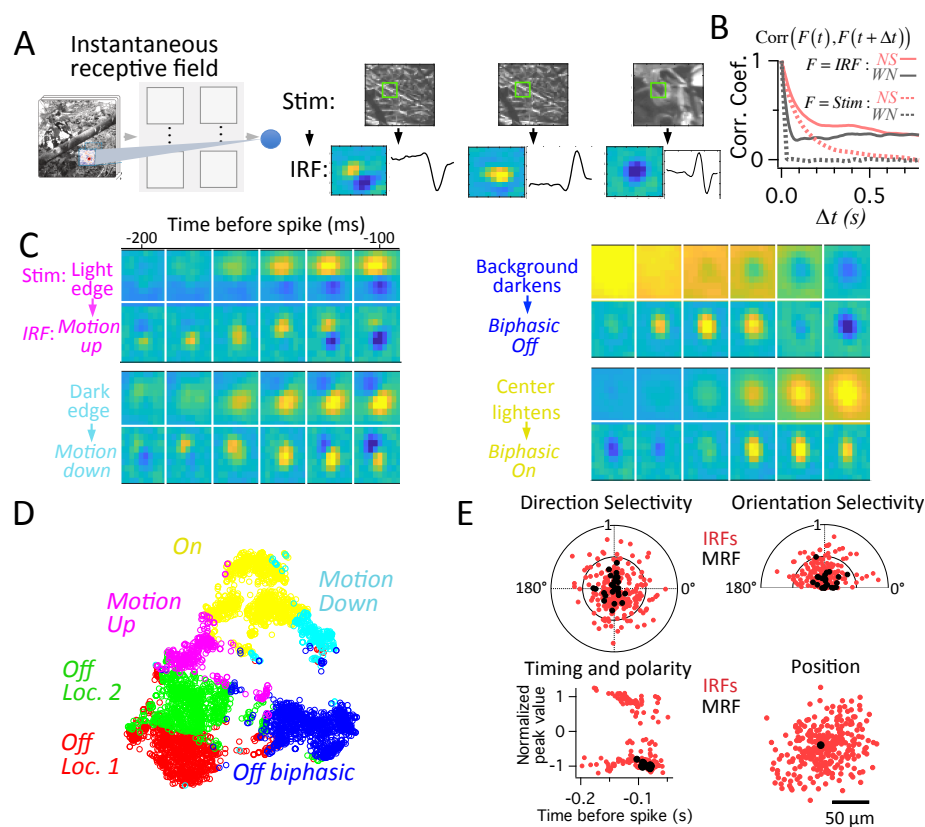 A
Instantaneous
receptive field
Stim:
IRF:
B
Corr(F(t),F(t+Δt))
F = IRF : NS
WN
F = Stim : NS
WN
Corr. Coef.
1
0
0.0
0.5
Δt (s)
C
Time before spike (ms)
-200
-100
Stim: Light
edge
IRF: Motion
up
Dark
edge
Motion
down
Background
darkens
Biphasic
Off
Center
lightens
Biphasic
On
D
On
Motion
Down
Motion
Up
Off
Loc. 2
Off
Loc. 1
Off biphasic
E
Direction Selectivity
1
180°
0°
Orientation Selectivity
1
180°
0°
IRFs
MRF
Timing and polarity
Normalized
peak value
1
0
-1
-0.2
-0.1
Time before spike (s)
IRFs
MRF
Position
50 μm